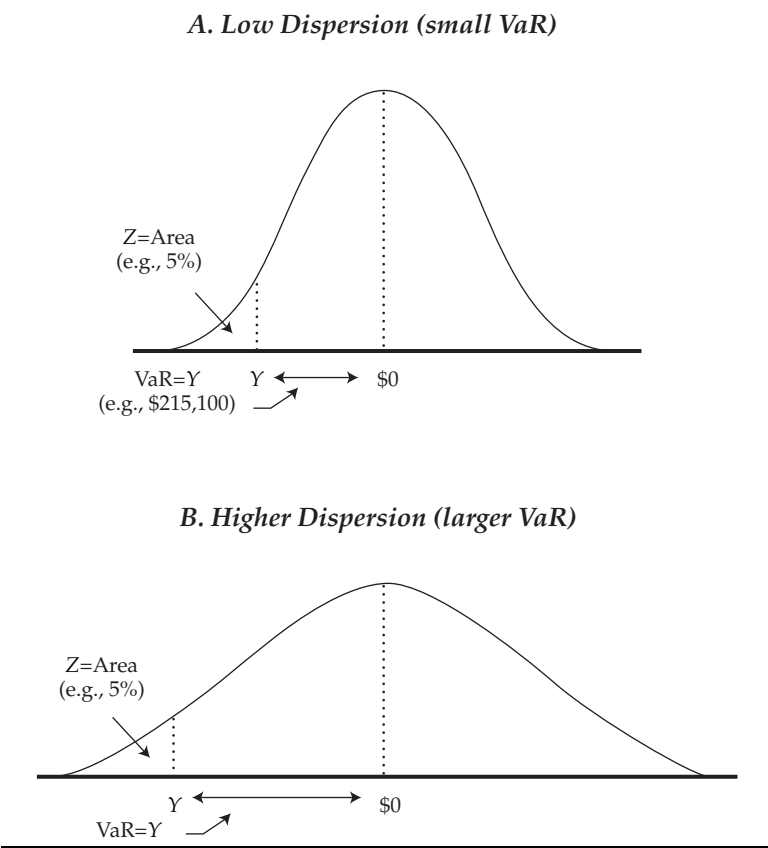 A. Low Dispersion (small VaR)
Z=Area
(e.g., 5%)
VaR=Y Y $0
(e.g., $215,100)
B. Higher Dispersion (larger VaR)
Z=Area
(e.g., 5%)
Y $0
VaR=Y